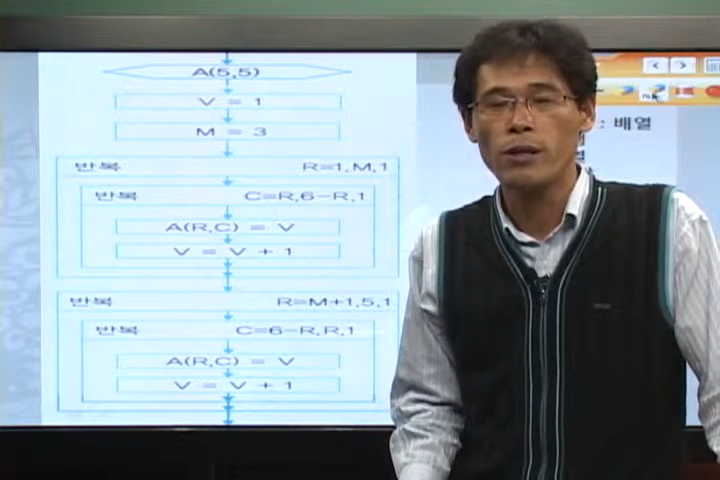 A(5,5)
V = 1
M = 3
반복 R=1,M,1
반복 C=R,6-R,1
A(R,C) = V
V = V + 1
반복 R=M+1,5,1
반복 C=6-R,R,1
A(R,C) = V
V = V + 1
: 배열